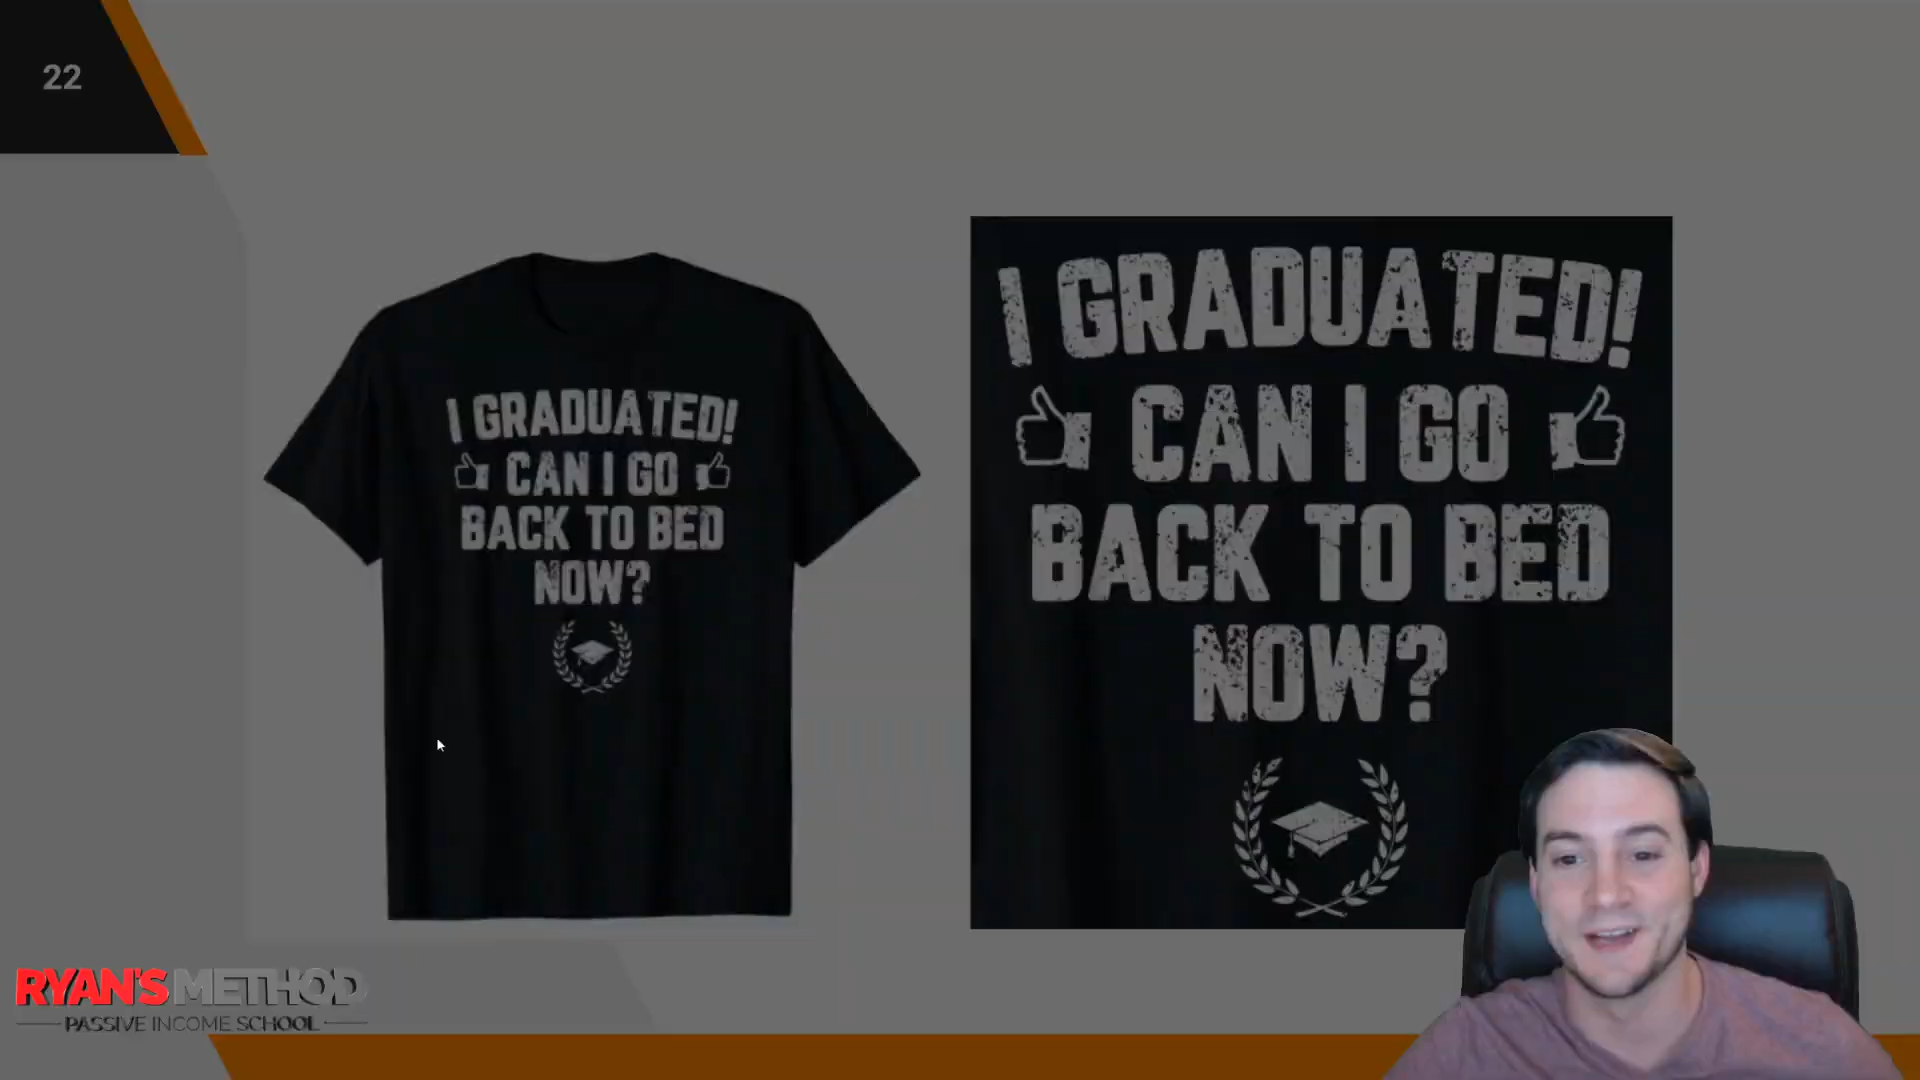 22
I GRADUATED!
CAN I GO
BACK TO BED
NOW?
I GRADUATED!
CAN I GO
BACK TO BED
NOW?
RYAN'S METHOD
PASSIVE INCOME SCHOOL